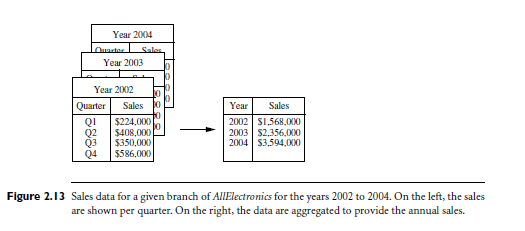 Year 2004
Quarter Sales
Year 2003
Year 2002
Quarter Sales
Q1 $224,000
Q2 $408,000
Q3 $350,000
Q4 $586,000
Year Sales
2002 $1,568,000
2003 $2,356,000
2004 $3,594,000
Figure 2.13 Sales data for a given branch of AllElectronics for the years 2002 to 2004. On the left, the sales
are shown per quarter. On the right, the data are aggregated to provide the annual sales.